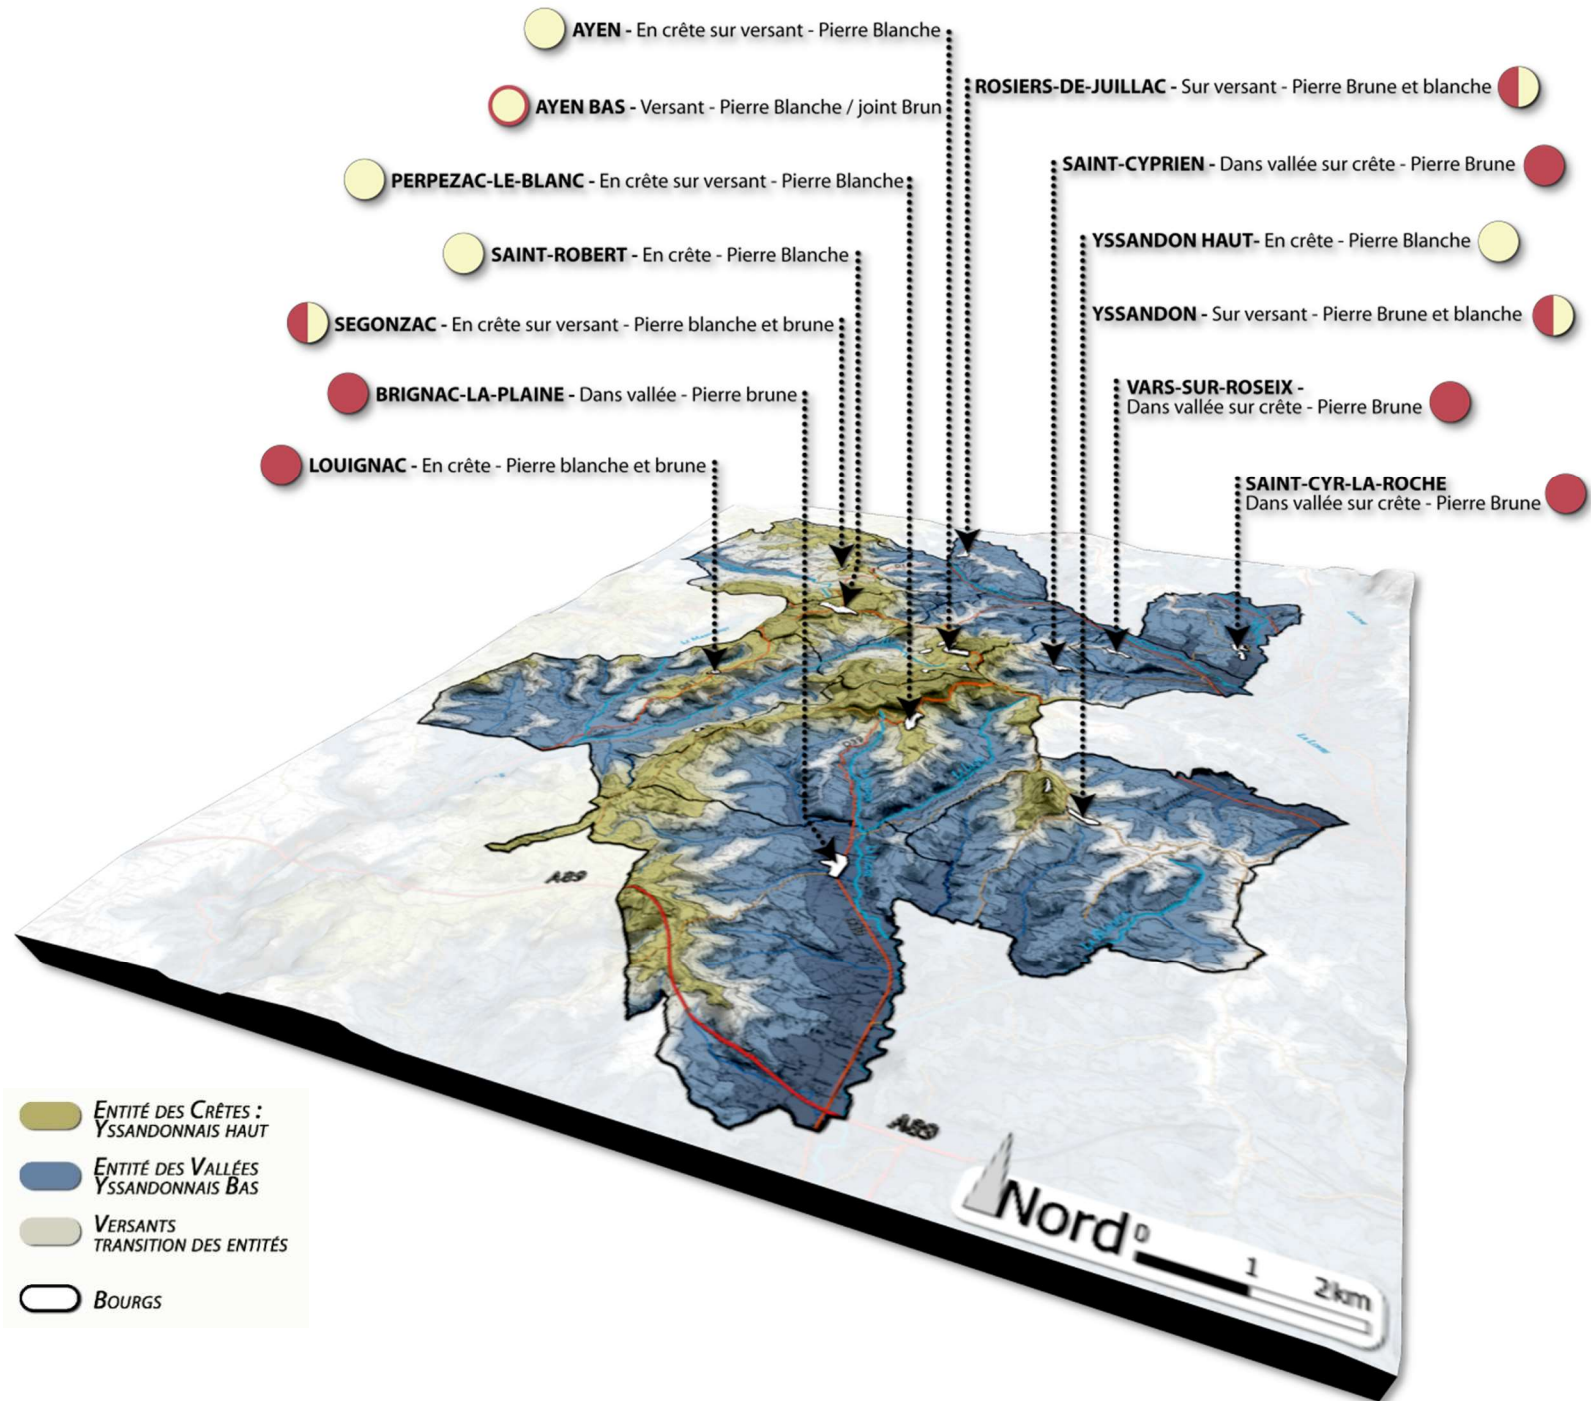 AYEN - En crête sur versant - Pierre Blanche
AYEN BAS - Versant - Pierre Blanche / joint Brun
PERPEZAC-LE-BLANC - En crête sur versant - Pierre Blanche
SAINT-ROBERT - En crête - Pierre Blanche
SEGONZAC - En crête sur versant - Pierre blanche et brune
BRIGNAC-LA-PLAINE - Dans vallée - Pierre brune
LOUIGNAC - En crête - Pierre blanche et brune
ROSIERS-DE-JUILLAC - Sur versant - Pierre Brune et blanche
SAINT-CYPRIEN - Dans vallée sur crête - Pierre Brune
YSSANDON HAUT- En crête - Pierre Blanche
YSSANDON - Sur versant - Pierre Brune et blanche
VARS-SUR-ROSEIX -
Dans vallée sur crête - Pierre Brune
SAINT-CYR-LA-ROCHE
Dans vallée sur crête - Pierre Brune
A89
A89
Nord
0 1 2km
ENTITÉ DES CRÊTES :
YSSANDONNAIS HAUT
ENTITÉ DES VALLÉES
YSSANDONNAIS BAS
VERSANTS
TRANSITION DES ENTITÉS
BOURGS